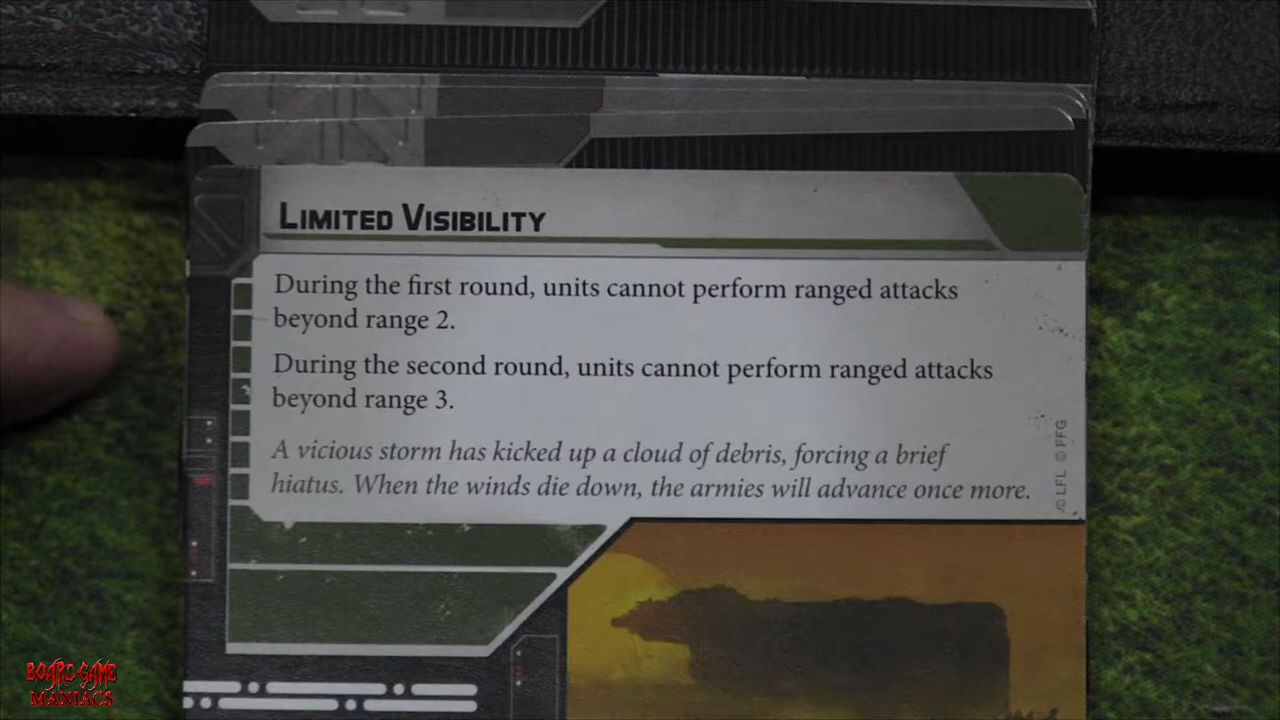 LIMITED VISIBILITY
During the first round, units cannot perform ranged attacks
beyond range 2.
During the second round, units cannot perform ranged attacks
beyond range 3.
A vicious storm has kicked up a cloud of debris, forcing a brief
hiatus. When the winds die down, the armies will advance once more.
© LFL © FFG
BOARD GAME
MANIACS